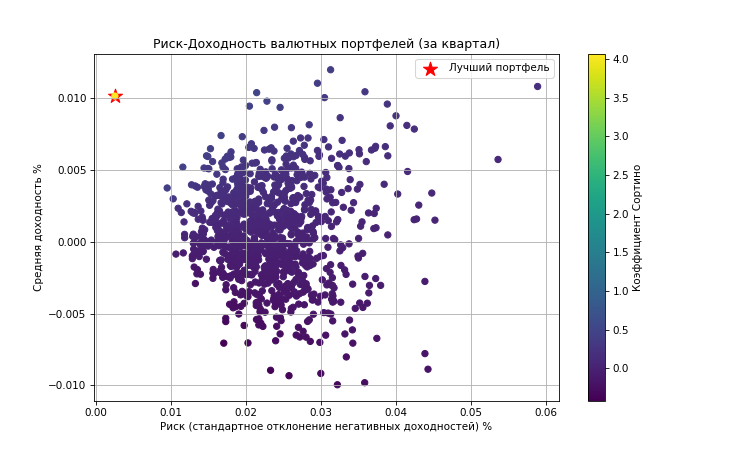 Риск-Доходность валютных портфелей (за квартал)
Лучший портфель
Средняя доходность %
0.010
0.005
0.000
−0.005
−0.010
0.00 0.01 0.02 0.03 0.04 0.05 0.06
Риск (стандартное отклонение негативных доходностей) %
4.0
3.5
3.0
2.5
2.0
1.5
1.0
0.5
0.0
Коэффициент Сортино